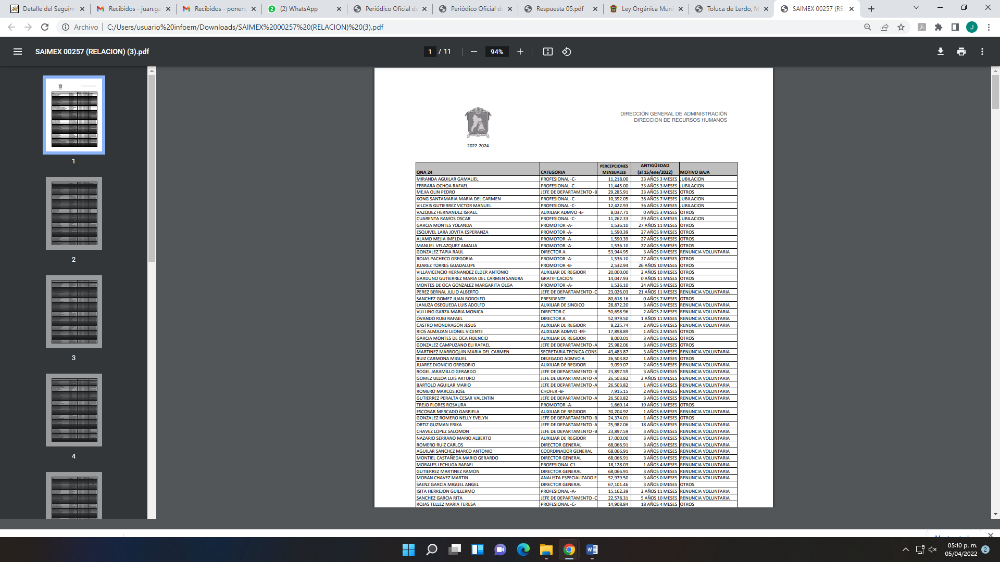 Detalle del Seguim
Recibidos - juan.ga
Recibidos - ponenc
(2) WhatsApp
Periódico Oficial de
Periódico Oficial de
Respuesta 05.pdf
Ley Orgánica Muni
Toluca de Lerdo, M
SAIMEX 00257 (RE
Archivo
C:/Users/usuario%20infoem/Downloads/SAIMEX%2000257%20(RELACION)%20(3).pdf
J
SAIMEX 00257 (RELACION) (3).pdf
1 / 11
94%
1
2
3
4
DIRECCIÓN GENERAL DE ADMINISTRACIÓN
DIRECCION DE RECURSOS HUMANOS
2022-2024
QNA 24 CATEGORIA PERCEPCIONES MENSUALES ANTIGÜEDAD (al 15/ene/2022) MOTIVO BAJA
MIRANDA AGUILAR GAMALIEL PROFESIONAL -C- 11,218.00 33 AÑOS 3 MESES JUBILACION
FERRARA OCHOA RAFAEL PROFESIONAL -C- 11,445.00 33 AÑOS 3 MESES JUBILACION
MEJIA OLIN PEDRO JEFE DE DEPARTAMENTO -B 29,285.91 33 AÑOS 3 MESES OTROS
KONG SANTAMARIA MARIA DEL CARMEN PROFESIONAL -C- 10,392.05 36 AÑOS 7 MESES JUBILACION
VILCHIS GUTIERREZ VICTOR MANUEL PROFESIONAL -C- 12,422.93 36 AÑOS 2 MESES JUBILACION
VAZQUEZ HERNANDEZ ISRAEL AUXILIAR ADMVO -E- 8,037.71 0 AÑOS 3 MESES OTROS
CUARENTA RAMOS OSCAR PROFESIONAL -C- 11,262.33 29 AÑOS 4 MESES JUBILACION
GARCIA MONTES YOLANDA PROMOTOR -A- 1,536.10 27 AÑOS 11 MESES OTROS
ESQUIVEL LARA JOVITA ESPERANZA PROMOTOR -A- 1,590.39 27 AÑOS 9 MESES OTROS
ALAMO MEJIA IMELDA PROMOTOR -A- 1,590.39 27 AÑOS 9 MESES OTROS
MANUEL VELAZQUEZ AMALIA PROMOTOR -A- 1,536.10 27 AÑOS 9 MESES OTROS
GONZALEZ TAPIA RAUL DIRECTOR A 53,944.95 3 AÑOS 0 MESES RENUNCIA VOLUNTARIA
ROJAS PACHECO GREGORIA PROMOTOR -A- 1,536.10 27 AÑOS 9 MESES OTROS
JUAREZ TORRES GUADALUPE PROMOTOR -B- 2,532.94 26 AÑOS 10 MESES OTROS
VILLAVICENCIO HERNANDEZ ELDER ANTONIO AUXILIAR DE REGIDOR 20,000.00 2 AÑOS 10 MESES OTROS
GARDUNO GUTIERREZ MARIA DEL CARMEN SANDRA GRATIFICACION 14,047.93 0 AÑOS 11 MESES OTROS
MONTES DE OCA GONZALEZ MARGARITA OLGA PROMOTOR -A- 1,536.10 24 AÑOS 5 MESES OTROS
PEREZ BERNAL JULIO ALBERTO JEFE DE DEPARTAMENTO -C 23,026.03 21 AÑOS 11 MESES RENUNCIA VOLUNTARIA
SANCHEZ GOMEZ JUAN RODOLFO PRESIDENTE 80,618.16 0 AÑOS 7 MESES OTROS
LANUZA OSEGUEDA LUIS ADOLFO AUXILIAR DE SINDICO 28,872.20 3 AÑOS 0 MESES RENUNCIA VOLUNTARIA
VULLING GARZA MARIA MONICA DIRECTOR C 50,698.96 2 AÑOS 2 MESES RENUNCIA VOLUNTARIA
OVANDO RUBI RAFAEL DIRECTOR A 52,979.50 1 AÑOS 11 MESES RENUNCIA VOLUNTARIA
CASTRO MONDRAGON JESUS AUXILIAR DE REGIDOR 8,225.74 2 AÑOS 6 MESES RENUNCIA VOLUNTARIA
RIOS ALMAZAN LEONEL VICENTE AUXILIAR ADMVO -E9- 17,898.89 1 AÑOS 2 MESES OTROS
GARCIA MONTES DE OCA FIDENCIO AUXILIAR DE REGIDOR 8,000.01 3 AÑOS 0 MESES OTROS
GONZALEZ CAMPUZANO ELI RAFAEL JEFE DE DEPARTAMENTO -A 25,982.06 3 AÑOS 0 MESES OTROS
MARTINEZ MARROQUIN MARIA DEL CARMEN SECRETARIA TECNICA CONS 43,483.87 3 AÑOS 0 MESES RENUNCIA VOLUNTARIA
RUIZ CARMONA MIGUEL DELEGADO ADMVO A 26,503.82 1 AÑOS 2 MESES OTROS
JUAREZ DIONICIO GREGORIO AUXILIAR DE REGIDOR 9,099.07 2 AÑOS 5 MESES RENUNCIA VOLUNTARIA
ROGEL JARAMILLO GERARDO JEFE DE DEPARTAMENTO -B 23,897.59 3 AÑOS 0 MESES RENUNCIA VOLUNTARIA
GOMEZ ULLOA LUIS ARTURO JEFE DE DEPARTAMENTO -A 26,503.82 2 AÑOS 10 MESES RENUNCIA VOLUNTARIA
BARTOLO AGUILAR MARIO JEFE DE DEPARTAMENTO -A 26,503.82 1 AÑOS 6 MESES RENUNCIA VOLUNTARIA
ROMERO MARCOS JOSE CHOFER -B- 7,915.15 2 AÑOS 4 MESES RENUNCIA VOLUNTARIA
GUTIERREZ PERALTA CESAR VALENTIN JEFE DE DEPARTAMENTO -A 26,503.82 3 AÑOS 0 MESES RENUNCIA VOLUNTARIA
TREJO FLORES ROSAURA PROMOTOR -A- 1,660.14 19 AÑOS 1 MESES OTROS
ESCOBAR MERCADO GABRIELA AUXILIAR DE REGIDOR 30,204.92 1 AÑOS 6 MESES RENUNCIA VOLUNTARIA
GONZALEZ ROMERO NELLY EVELYN JEFE DE DEPARTAMENTO -B 24,374.01 1 AÑOS 2 MESES OTROS
ORTIZ GUZMAN ERIKA JEFE DE DEPARTAMENTO -A 25,982.06 18 AÑOS 6 MESES RENUNCIA VOLUNTARIA
CHAVEZ LOPEZ SALOMON JEFE DE DEPARTAMENTO -B 23,897.59 3 AÑOS 0 MESES RENUNCIA VOLUNTARIA
NAZARIO SERRANO MARIO ALBERTO AUXILIAR DE REGIDOR 17,000.00 3 AÑOS 0 MESES RENUNCIA VOLUNTARIA
ROMERO RUIZ CARLOS DIRECTOR GENERAL 68,066.91 3 AÑOS 0 MESES RENUNCIA VOLUNTARIA
AGUILAR SANCHEZ MARCO ANTONIO COORDINADOR GENERAL 68,066.91 3 AÑOS 0 MESES RENUNCIA VOLUNTARIA
MONTIEL CASTAÑEDA MARIO GERARDO DIRECTOR GENERAL 68,066.91 3 AÑOS 0 MESES RENUNCIA VOLUNTARIA
MORALES LECHUGA RAFAEL PROFESIONAL C1 18,128.03 1 AÑOS 4 MESES RENUNCIA VOLUNTARIA
GUTIERREZ MARTINEZ RAMON DIRECTOR GENERAL 68,066.91 3 AÑOS 0 MESES RENUNCIA VOLUNTARIA
MORAN CHAVEZ MARTIN ANALISTA ESPECIALIZADO E 52,979.50 3 AÑOS 0 MESES RENUNCIA VOLUNTARIA
SAENZ GARCIA MIGUEL ANGEL DIRECTOR GENERAL 67,101.46 3 AÑOS 0 MESES OTROS
ISITA HERREJON GUILLERMO PROFESIONAL -A- 15,162.39 2 AÑOS 11 MESES RENUNCIA VOLUNTARIA
SANCHEZ GARCIA RITA JEFE DE DEPARTAMENTO -C 22,578.31 5 AÑOS 10 MESES RENUNCIA VOLUNTARIA
ROJAS TELLEZ MARIA TERESA PROFESIONAL -C- 14,908.84 18 AÑOS 4 MESES OTROS
05:10 p. m.
05/04/2022
2